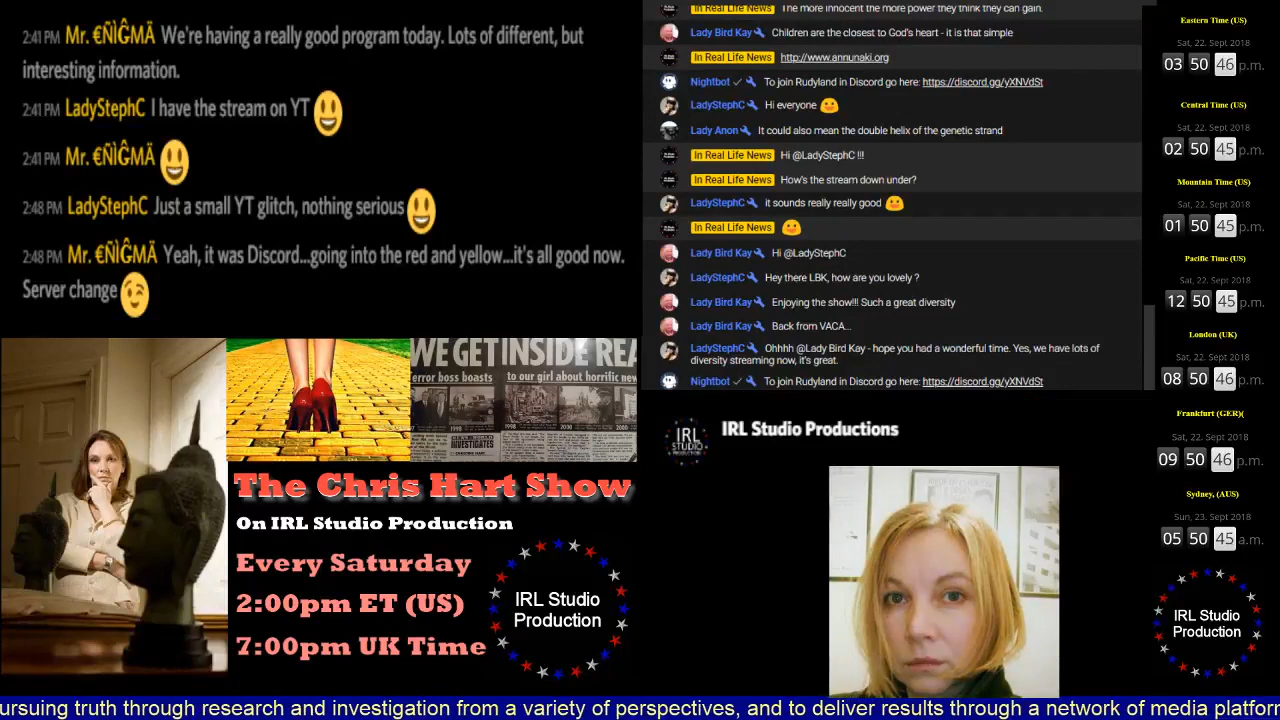 2:41 PM Mr. €ÑÌĜMÄ We're having a really good program today. Lots of different, but
interesting information.
2:41 PM LadyStephC I have the stream on YT
2:41 PM Mr. €ÑÌĜMÄ
2:48 PM LadyStephC Just a small YT glitch, nothing serious
2:48 PM Mr. €ÑÌĜMÄ Yeah, it was Discord...going into the red and yellow...it's all good now.
Server change
In Real Life News The more innocent the more power they think they can gain.
Lady Bird Kay Children are the closest to God's heart - it is that simple
In Real Life News http://www.annunaki.org
Nightbot To join Rudyland in Discord go here: https://discord.gg/yXNVdSt
LadyStephC Hi everyone
Lady Anon It could also mean the double helix of the genetic strand
In Real Life News Hi @LadyStephC !!!
In Real Life News How's the stream down under?
LadyStephC it sounds really really good
In Real Life News
Lady Bird Kay Hi @LadyStephC
LadyStephC Hey there LBK, how are you lovely ?
Lady Bird Kay Enjoying the show!!! Such a great diversity
Lady Bird Kay Back from VACA...
LadyStephC Ohhhh @Lady Bird Kay - hope you had a wonderful time. Yes, we have lots of
diversity streaming now, it's great.
Nightbot To join Rudyland in Discord go here: https://discord.gg/yXNVdSt
Eastern Time (US)
Sat, 22. Sept 2018
03 50 46 p.m.
Central Time (US)
Sat, 22. Sept 2018
02 50 45 p.m.
Mountain Time (US)
Sat, 22. Sept 2018
01 50 45 p.m.
Pacific Time (US)
Sat, 22. Sept 2018
12 50 45 p.m.
London (UK)
Sat, 22. Sept 2018
08 50 46 p.m.
Frankfurt (GER)(
Sat, 22. Sept 2018
09 50 46 p.m.
Sydney, (AUS)
Sun, 23. Sept 2018
05 50 45 a.m.
IRL Studio
Production
WE GET INSIDE REA
error boss boasts
to our girl about horrific new
1998
1998
2000
2000
INVESTIGATES
The Chris Hart Show
On IRL Studio Production
Every Saturday
2:00pm ET (US)
7:00pm UK Time
IRL Studio
Production
IRL
STUDIO
PRODUCTION
IRL Studio Productions
ursuing truth through research and investigation from a variety of perspectives, and to deliver results through a network of media platform